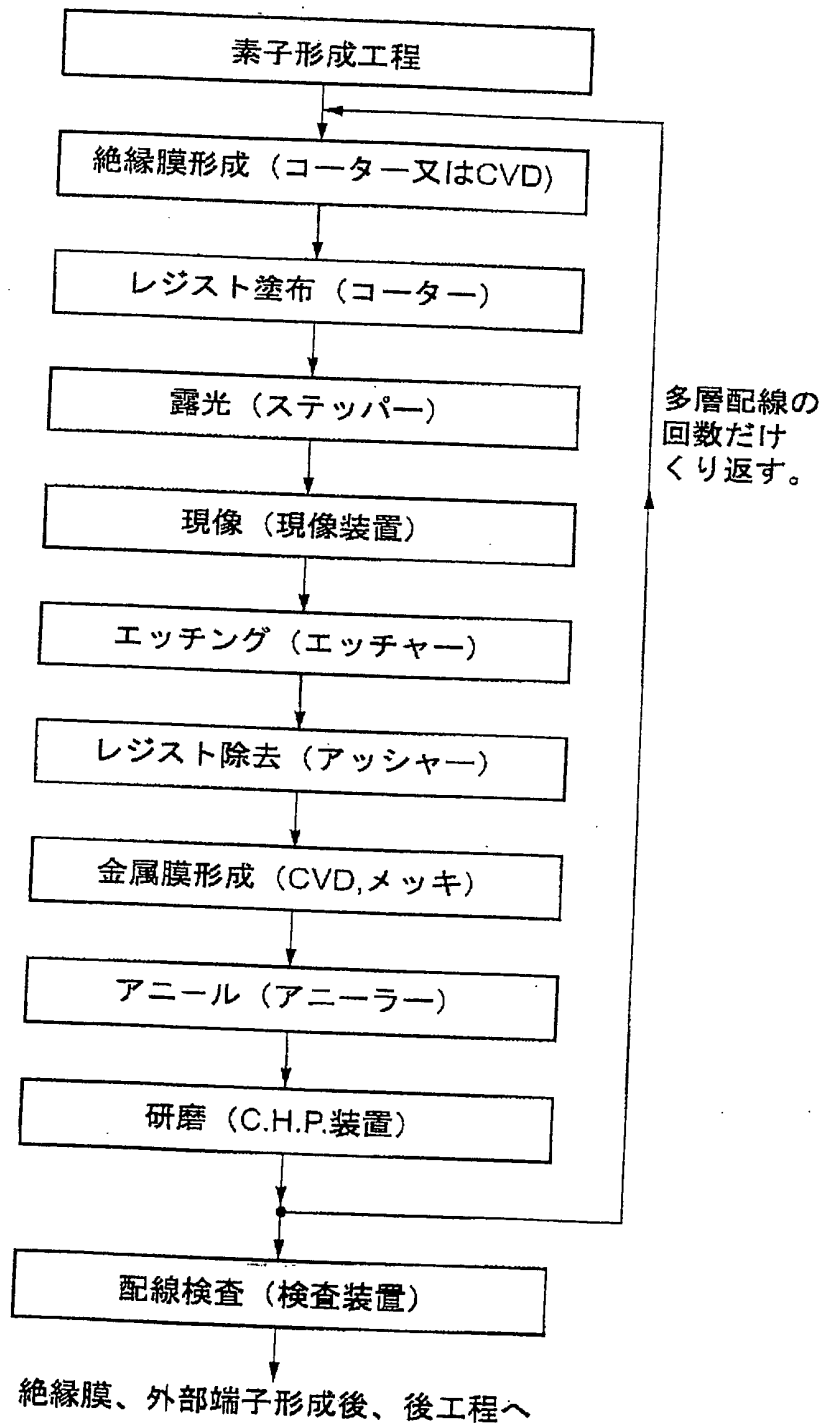 素子形成工程
絶縁膜形成（コーター又はCVD）
レジスト塗布（コーター）
露光（ステッパー）
多層配線の
回数だけ
くり返す。
現像（現像装置）
エッチング（エッチャー）
レジスト除去（アッシャー）
金属膜形成（CVD,メッキ）
アニール（アニーラー）
研磨（C.H.P.装置）
配線検査（検査装置）
絶縁膜、外部端子形成後、後工程へ